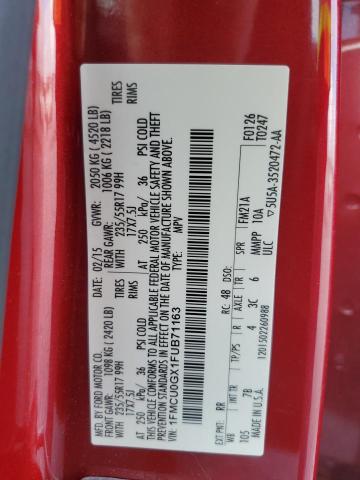 MFD. BY FORD MOTOR CO.
DATE: 02/15 GVWR: 2050 KG ( 4520 LB)
FRONT GAWR: REAR GAWR:
1098 KG ( 2420 LB) 1006 KG ( 2218 LB)
235/55R17 99H TIRES 235/55R17 99H TIRES
17X7.5J RIMS 17X7.5J RIMS
AT 250 kPa/ 36 PSI COLD AT 250 kPa/ 36 PSI COLD
THIS VEHICLE CONFORMS TO ALL APPLICABLE FEDERAL MOTOR VEHICLE SAFETY AND THEFT
PREVENTION STANDARDS IN EFFECT ON THE DATE OF MANUFACTURE SHOWN ABOVE.
VIN: 1FMCU0GX1FUB71163
TYPE: MPV
F0126
T0247
EXT PNT: RR RC: 48 DSO: FM21A
WB INT TR TP/PS R AXLE TR SPR
105 7B 4 3C 6 MMPP 10A
MADE IN U.S.A. ULC
1201502260988 5U5A-3520472-AA